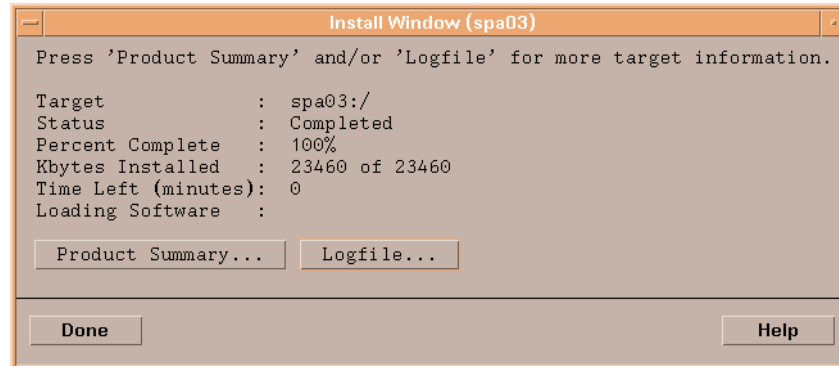 Install Window (spa03)
Press 'Product Summary' and/or 'Logfile' for more target information.
Target : spa03:/
Status : Completed
Percent Complete : 100%
Kbytes Installed : 23460 of 23460
Time Left (minutes): 0
Loading Software :
Product Summary... Logfile...
Done Help